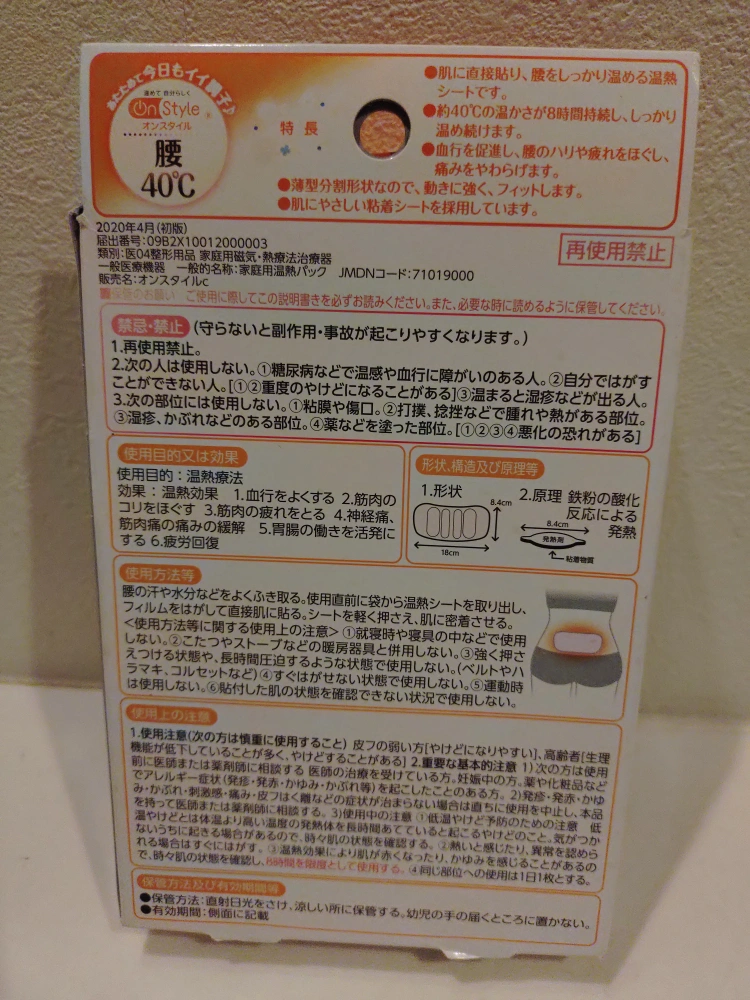 あたためて今日もイイ調子♪
温めて 自分らしく
On Style
オンスタイル
腰
40℃
特長
●肌に直接貼り、腰をしっかり温める温熱
シートです。
●約40℃の温かさが8時間持続し、しっかり
温め続けます。
●血行を促進し、腰のハリや疲れをほぐし、
痛みをやわらげます。
●薄型分割形状なので、動きに強く、フィットします。
●肌にやさしい粘着シートを採用しています。
2020年4月(初版)
届出番号:09B2X10012000003
類別:医04整形用品 家庭用磁気・熱療法治療器
一般医療機器 一般的名称:家庭用温熱パック JMDNコード:71019000
販売名:オンスタイルc
再使用禁止
■保管のお願い ご使用に際してこの説明書きを必ずお読みください。また、必要な時に読めるように保管してください。
禁忌・禁止 (守らないと副作用・事故が起こりやすくなります。)
1.再使用禁止。
2.次の人は使用しない。①糖尿病などで温感や血行に障がいのある人。②自分ではがす
ことができない人。[①②重度のやけどになることがある]③温まると湿疹などが出る人。
3.次の部位には使用しない。①粘膜や傷口。②打撲、捻挫などで腫れや熱がある部位。
③湿疹、かぶれなどのある部位。④薬などを塗った部位。[①②③④悪化の恐れがある]
使用目的又は効果
使用目的:温熱療法
効果:温熱効果 1.血行をよくする 2.筋肉の
コリをほぐす 3.筋肉の疲れをとる 4.神経痛、
筋肉痛の痛みの緩解 5.胃腸の働きを活発に
する 6.疲労回復
形状、構造及び原理等
1.形状
8.4cm
18cm
2.原理 鉄粉の酸化
反応による
発熱
8.4cm
発熱剤
粘着物質
使用方法等
腰の汗や水分などをよくふき取る。使用直前に袋から温熱シートを取り出し、
フィルムをはがして直接肌に貼る。シートを軽く押さえ、肌に密着させる。
<使用方法等に関する使用上の注意> ①就寝時や寝具の中などで使用
しない。②こたつやストーブなどの暖房器具と併用しない。③強く押さ
えつける状態や、長時間圧迫するような状態で使用しない。(ベルトやハ
ラマキ、コルセットなど)④すぐはがせない状態で使用しない。⑤運動時
は使用しない。⑥貼付した肌の状態を確認できない状況で使用しない。
使用上の注意
1.使用注意(次の方は慎重に使用すること) 皮フの弱い方[やけどになりやすい]、高齢者[生理
機能が低下していることが多く、やけどすることがある] 2.重要な基本的注意 1)次の方は使用
前に医師または薬剤師に相談する 医師の治療を受けている方。妊娠中の方。薬や化粧品など
でアレルギー症状(発疹・発赤・かゆみ・かぶれ等)を起こしたことのある方。 2)発疹・発赤・かゆ
み・かぶれ・刺激感・痛み・皮フはく離などの症状が治まらない場合は直ちに使用を中止し、本品
を持って医師または薬剤師に相談する。 3)使用中の注意 ①低温やけど予防のための注意 低
温やけどとは体温より高い温度の発熱体を長時間あてていると起こるやけどのこと。気がつか
ないうちに起きる場合があるので、時々肌の状態を確認する。②熱いと感じたり、異常を認めら
れる場合はすぐにはがす。③温熱効果により肌が赤くなったり、かゆみを感じることがあるの
で、時々肌の状態を確認し、8時間を限度として使用する。④同じ部位への使用は1日1枚とする。
保管方法及び有効期間等
●保管方法:直射日光をさけ、涼しい所に保管する。幼児の手の届くところに置かない。
●有効期間:側面に記載